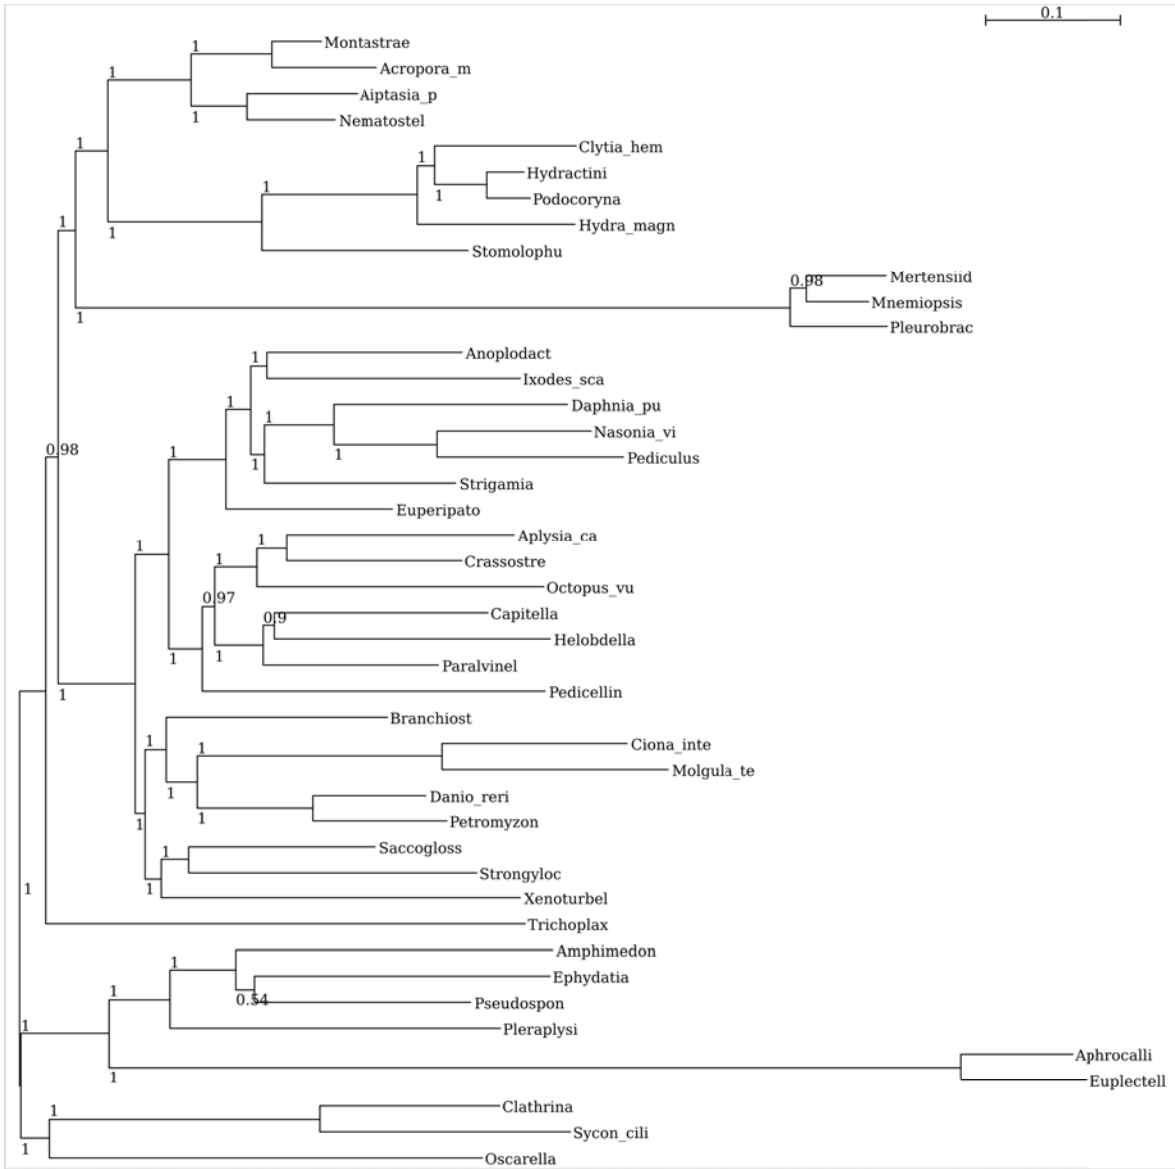 0.1
1
Montastrae
1
Acropora_m
Aiptasia_p
1
Nematostel
1
Clytia_hem
1
Hydractini
1
1
Podocoryna
1
1
Hydra_magn
Stomolophu
0.98
Mertensiid
Mnemiopsis
1
Pleurobrac
1
Anoplodact
Ixodes_sca
1
Daphnia_pu
1
Nasonia_vi
0.98
1
1
1
Pediculus
Strigamia
Euperipato
1
1
Aplysia_ca
1
Crassostre
Octopus_vu
0.97
0.9
Capitella
Helobdella
1
1
Paralvinel
1
Pedicellin
Branchiost
1
1
Ciona_inte
Molgula_te
1
Danio_reri
1
1
Petromyzon
1
Saccogloss
Strongyloc
1
1
Xenoturbel
Trichoplax
Amphimedon
1
Ephydatia
1
0.54
Pseudospon
1
Pleraplysi
Aphrocalli
1
Euplectell
1
Clathrina
Sycon_cili
1
Oscarella